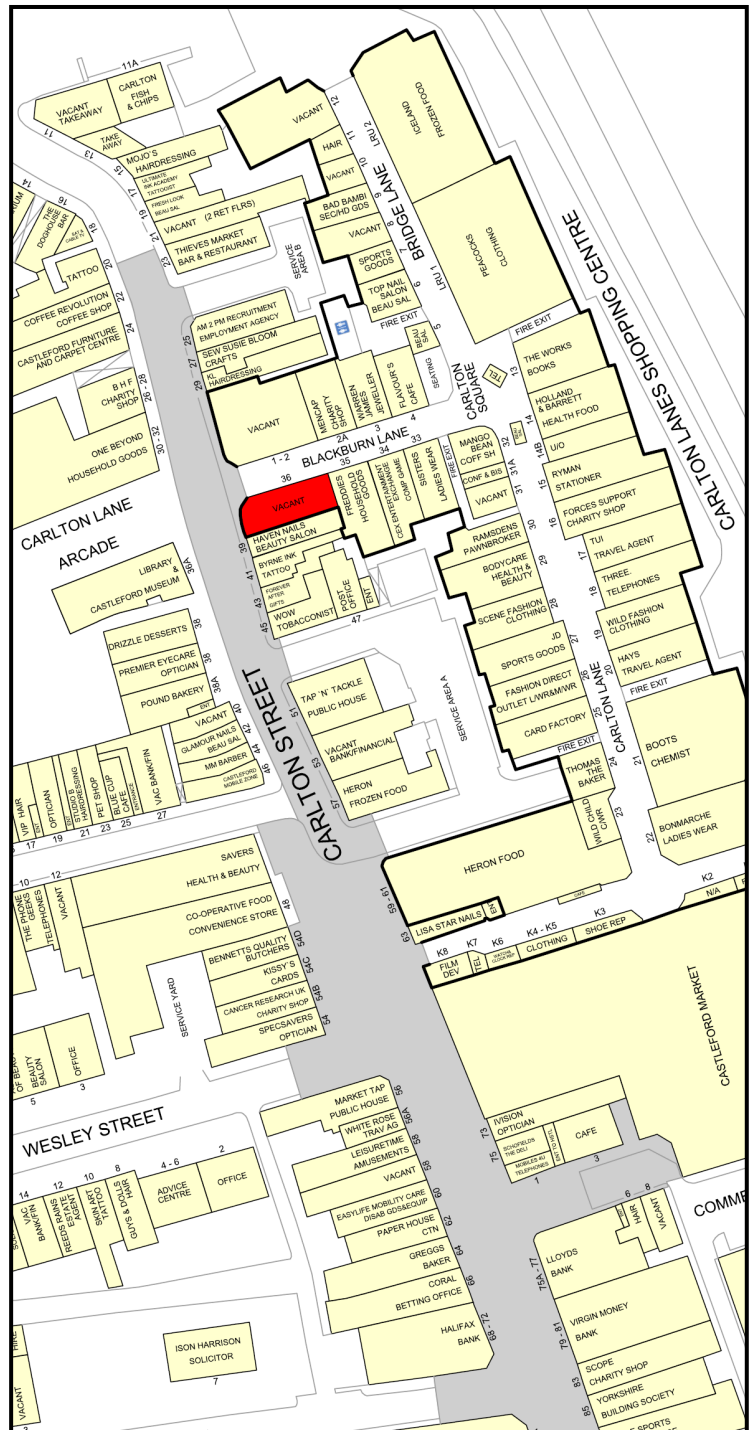 11A
CARLTON
FISH
& CHIPS
VACANT
TAKEAWAY
11
TAKE
AWAY
13
MOJO'S
HAIRDRESSING
15
ULTIMATE
INK ACADEMY
TATTOOIST
17
FRESH LOOK
BEAU SAL
19
VACANT (2 RET FLRS)
21
THIEVES MARKET
BAR & RESTAURANT
23
14
16
THE
DOGHOUSE
BAR
18
TATTOO
20
COFFEE REVOLUTION
COFFEE SHOP
22
CASTLEFORD FURNITURE
AND CARPET CENTRE
24
B H F
CHARITY
SHOP
26 - 28
ONE BEYOND
HOUSEHOLD GOODS
30 - 32
SERVICE
AREA B
AM 2 PM RECRUITMENT
EMPLOYMENT AGENCY
25
SEW SUSIE BLOOM
CRAFTS
27
KL
HAIRDRESSING
29
VACANT
12
HAIR
11
VACANT
10
BAD BAMBI
SEC/HD GDS
9
VACANT
8
SPORTS
GOODS
7
TOP NAIL
SALON
BEAU SAL
6
FIRE EXIT
BEAU
SAL
5
SEATING
BRIDGE LANE
LRU 2
ICELAND
FROZEN FOOD
LRU 1
PEACOCKS
CLOTHING
CARLTON LANES SHOPPING CENTRE
CARLTON
SQUARE
TEL
FIRE EXIT
VACANT
1 - 2
MENCAP
CHARITY
SHOP
2A
WARREN
JAMES
JEWELLER
3
FLAVOURS
CAFE
4
BLACKBURN LANE
36
VACANT
35
FREDDIES
HOUSEHOLD
GOODS
34
CEX ENTERTAINMENT
EXCHANGE
COMP GAME
33
SISTERS
LADIES WEAR
FIRE EXIT
MANGO
BEAN
COFF SH
32
CONF & BIS
31A
VACANT
31
13
THE WORKS
BOOKS
14
HOLLAND
& BARRETT
HEALTH FOOD
14B
U/O
15
RYMAN
STATIONER
16
FORCES SUPPORT
CHARITY SHOP
17
TUI
TRAVEL AGENT
18
THREE.
TELEPHONES
19
WILD FASHION
CLOTHING
20
HAYS
TRAVEL AGENT
FIRE EXIT
21
BOOTS
CHEMIST
22
BONMARCHE
LADIES WEAR
30
RAMSDENS
PAWNBROKER
29
BODYCARE
HEALTH &
BEAUTY
28
SCENE FASHION
CLOTHING
27
JD
SPORTS GOODS
26
FASHION DIRECT
OUTLET L/WR&M/WR
25
CARD FACTORY
FIRE EXIT
24
THOMAS
THE
BAKER
23
WILD CHILD
C/WR
CARLTON LANE
CARLTON LANE
ARCADE
LIBRARY
&
CASTLEFORD MUSEUM
36A
39
HAVEN NAILS
BEAUTY SALON
41
BYRNE INK
TATTOO
43
FOREVER
AFTER
GIFTS
45
WOW
TOBACCONIST
POST
OFFICE
ENT
47
DRIZZLE DESSERTS
38
PREMIER EYECARE
OPTICIAN
38
POUND BAKERY
38A
ENT
VACANT
40
GLAMOUR NAILS
BEAU SAL
42
MM BARBER
44
CASTLEFORD
MOBILE ZONE
46
CARLTON STREET
51
TAP 'N' TACKLE
PUBLIC HOUSE
53
VACANT
BANK/FINANCIAL
57
HERON
FROZEN FOOD
SERVICE AREA A
VIP HAIR
17
ENT
OPTICIAN
19
STUDIO B
HAIRDRESSING
21
PET SHOP
23
BLUE CUP
CAFE
25
ENTRANCE
VAC BANK/FIN
27
HERON FOOD
59 - 61
LISA STAR NAILS
63
ENT
CAFE
K2
N/A
K3
SHOE REP
K4 - K5
CLOTHING
K6
WATCH&
CLOCK REP
K7
TEL
K8
FILM
DEV
CASTLEFORD MARKET
10
THE PHONE
GEEKS
TELEPHONES
12
VACANT
SAVERS
HEALTH & BEAUTY
CO-OPERATIVE FOOD
CONVENIENCE STORE
48
BENNETTS QUALITY
BUTCHERS
54D
KISSY'S
CARDS
54C
CANCER RESEARCH UK
CHARITY SHOP
54B
SPECSAVERS
OPTICIAN
54
SERVICE YARD
BEAUTY
SALON
5
OFFICE
3
WESLEY STREET
14
VAC
BANK/FIN
12
REEDS RAINS
ESTATE
AGENT
10
SKIN ART
TATTOO
8
GUYS & DOLLS
HAIR
4 - 6
ADVICE
CENTRE
2
OFFICE
ISON HARRISON
SOLICITOR
7
VACANT
MARKET TAP
PUBLIC HOUSE
56
WHITE ROSE
TRAV AG
56A
LEISURETIME
AMUSEMENTS
58
VACANT
58
EASYLIFE MOBILITY CARE
DISAB GDS&EQUIP
60
PAPER HOUSE
CTN
62
GREGGS
BAKER
64
CORAL
BETTING OFFICE
66
HALIFAX
BANK
68 - 72
73
IVISION
OPTICIAN
75
SCHOFIELDS
THE DELI
MOBILES 4U
TELEPHONES
1
CAFE
3
COMME
6
HAIR
8
VACANT
75A - 77
LLOYDS
BANK
79 - 81
VIRGIN MONEY
BANK
83
SCOPE
CHARITY SHOP
85
YORKSHIRE
BUILDING SOCIETY
SPORTS